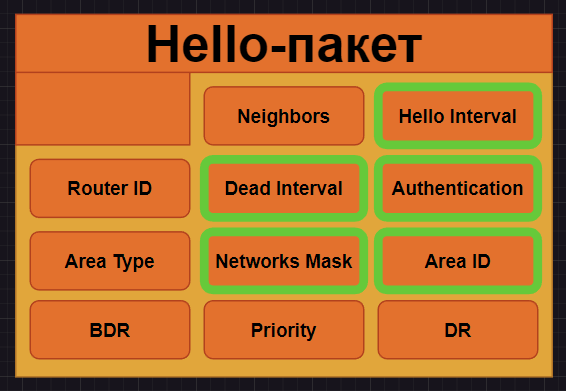 Hello-пакет
Neighbors
Hello Interval
Router ID
Dead Interval
Authentication
Area Type
Networks Mask
Area ID
BDR
Priority
DR